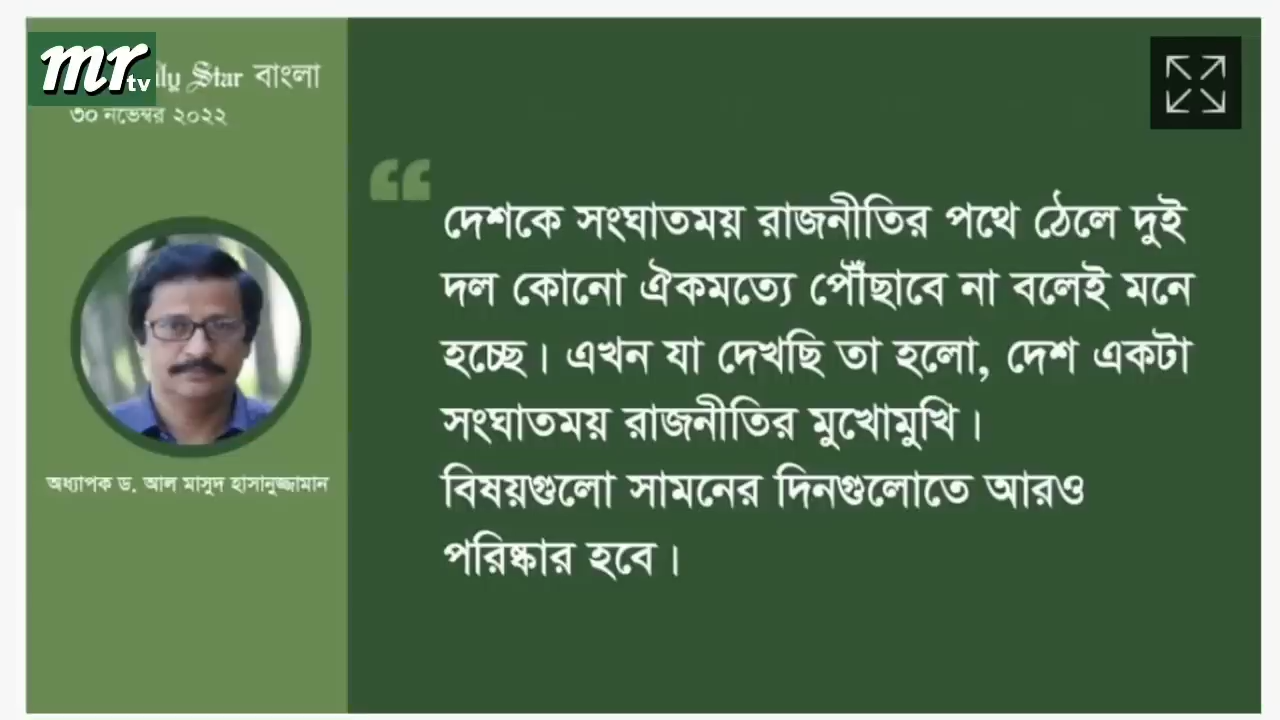 mr tv
ily Star বাংলা
৩০ নভেম্বর ২০২২
“
দেশকে সংঘাতময় রাজনীতির পথে ঠেলে দুই
দল কোনো ঐকমত্যে পৌঁছাবে না বলেই মনে
হচ্ছে। এখন যা দেখছি তা হলো, দেশ একটা
সংঘাতময় রাজনীতির মুখোমুখি।
বিষয়গুলো সামনের দিনগুলোতে আরও
পরিষ্কার হবে।
অধ্যাপক ড. আল মাসুদ হাসানুজ্জামান